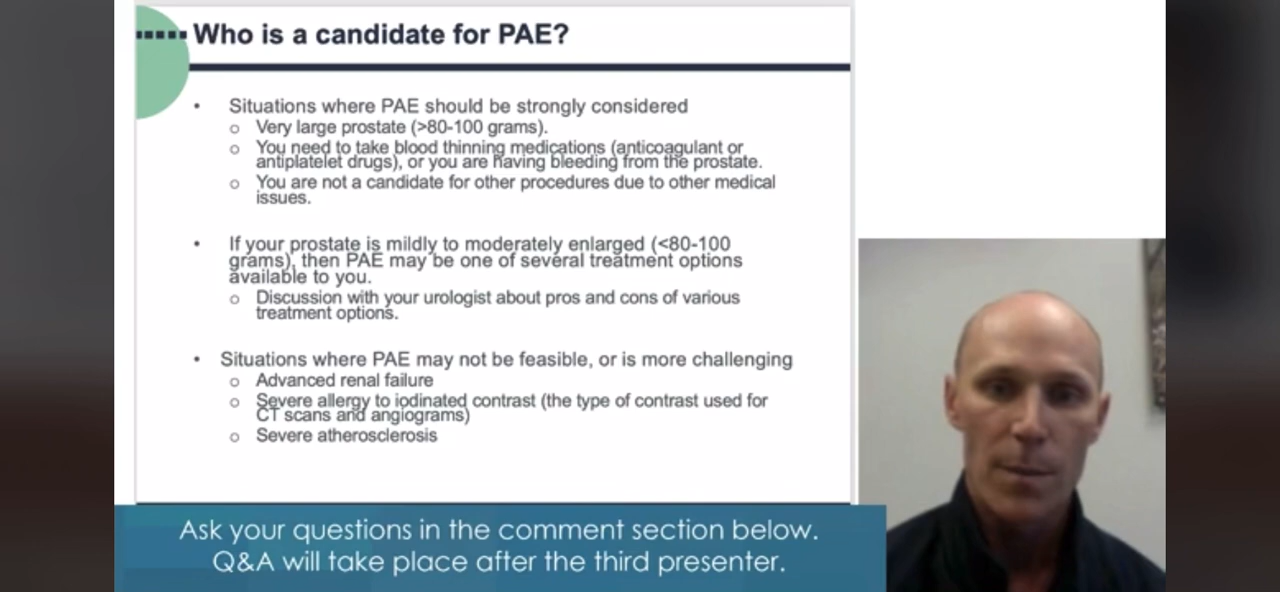 Who is a candidate for PAE?
• Situations where PAE should be strongly considered
o Very large prostate (>80-100 grams).
o You need to take blood thinning medications (anticoagulant or
antiplatelet drugs), or you are having bleeding from the prostate.
o You are not a candidate for other procedures due to other medical
issues.
• If your prostate is mildly to moderately enlarged (<80-100
grams), then PAE may be one of several treatment options
available to you.
o Discussion with your urologist about pros and cons of various
treatment options.
• Situations where PAE may not be feasible, or is more challenging
o Advanced renal failure
o Severe allergy to iodinated contrast (the type of contrast used for
CT scans and angiograms)
o Severe atherosclerosis
Ask your questions in the comment section below.
Q&A will take place after the third presenter.